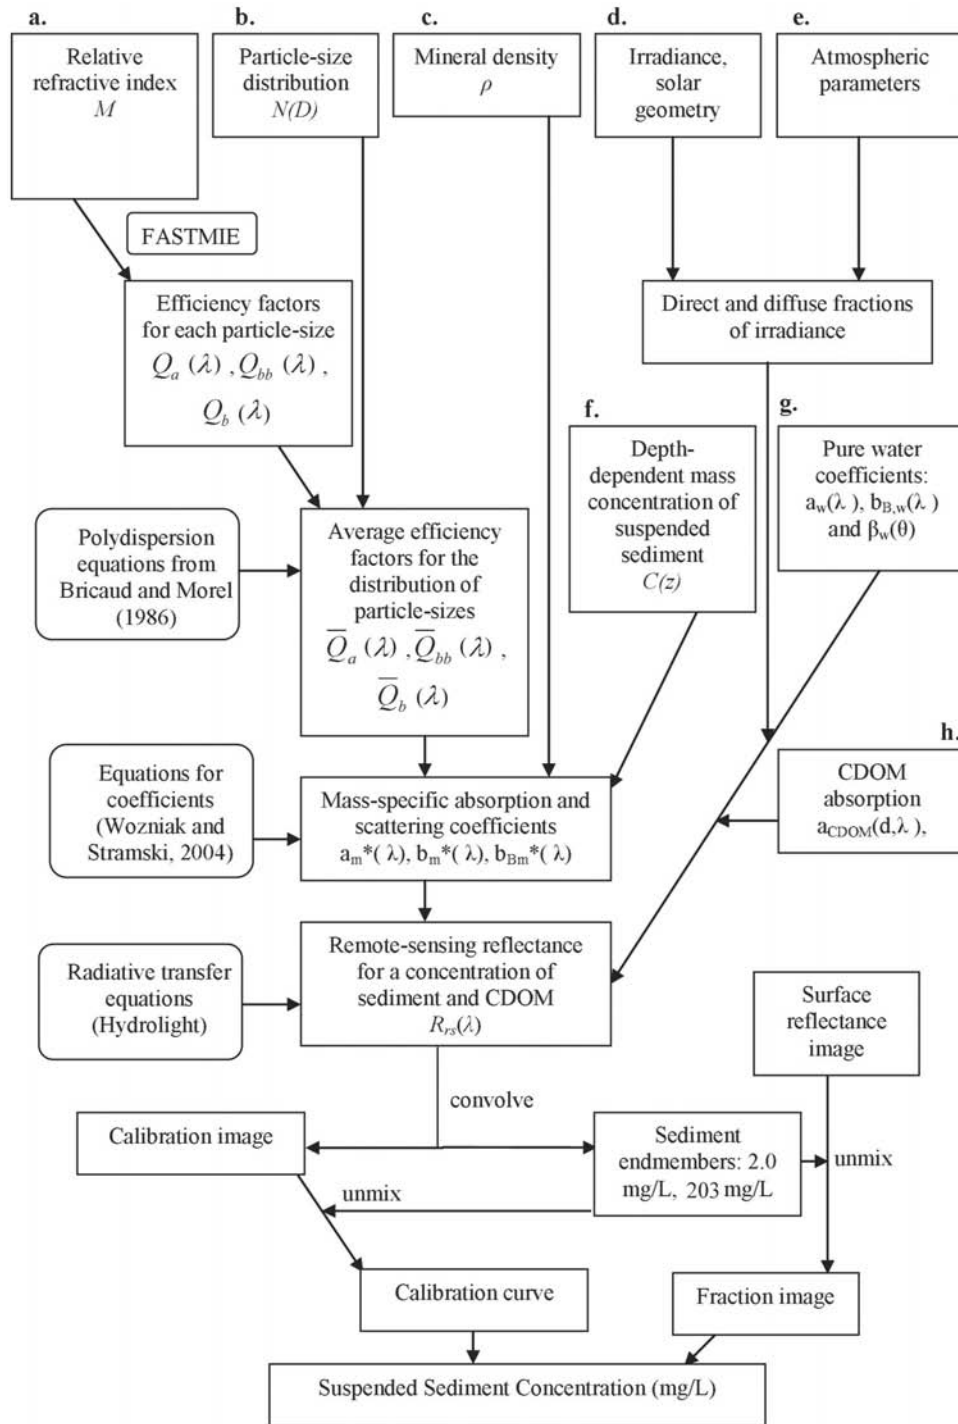 a.
b.
c.
d.
e.
Relative
refractive index
M
Particle-size
distribution
N(D)
Mineral density
ρ
Irradiance,
solar
geometry
Atmospheric
parameters
FASTMIE
Efficiency factors
for each particle-size
Q_a (λ) , Q_bb (λ) ,
Q_b (λ)
Direct and diffuse fractions
of irradiance
f.
Depth-
dependent mass
concentration of
suspended
sediment
C(z)
g.
Pure water
coefficients:
a_w(λ ), b_B,w(λ )
and β_w(θ)
Polydispersion
equations from
Bricaud and Morel
(1986)
Average efficiency
factors for the
distribution of
particle-sizes
Q̅_a (λ) , Q̅_bb (λ) ,
Q̅_b (λ)
h.
CDOM
absorption
a_CDOM(d,λ ),
Equations for
coefficients
(Wozniak and
Stramski, 2004)
Mass-specific absorption and
scattering coefficients
a_m*( λ), b_m*( λ), b_Bm*( λ)
Radiative transfer
equations
(Hydrolight)
Remote-sensing reflectance
for a concentration of
sediment and CDOM
R_rs(λ)
Surface
reflectance
image
convolve
Calibration image
Sediment
endmembers: 2.0
mg/L, 203 mg/L
unmix
unmix
Calibration curve
Fraction image
Suspended Sediment Concentration (mg/L)